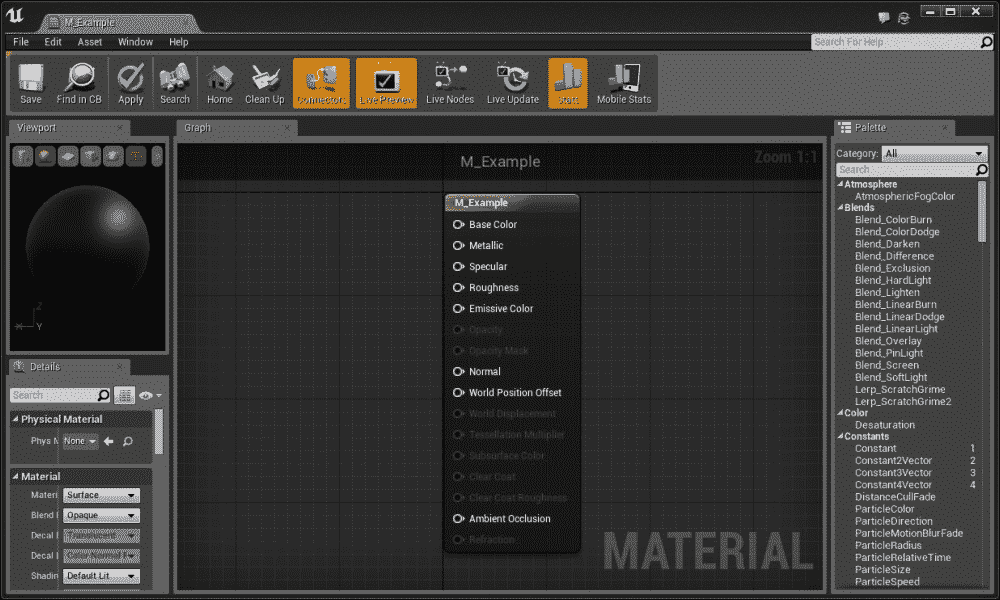 M_Example
File Edit Asset Window Help
Search For Help
Save Find in CB Apply Search Home Clean Up Connectors Live Preview Live Nodes Live Update Stats Mobile Stats
Viewport
Z
X Y
Details
Search
Physical Material
Phys M None
Material
Materi Surface
Blend Opaque
Decal
Decal
Shadin Default Lit
Graph
M_Example
Zoom 1:1
M_Example
Base Color
Metallic
Specular
Roughness
Emissive Color
Opacity
Opacity Mask
Normal
World Position Offset
World Displacement
Tessellation Multiplier
Subsurface Color
Clear Coat
Clear Coat Roughness
Ambient Occlusion
Refraction
MATERIAL
Palette
Category: All
Search
Atmosphere
AtmosphericFogColor
Blends
Blend_ColorBurn
Blend_ColorDodge
Blend_Darken
Blend_Difference
Blend_Exclusion
Blend_HardLight
Blend_Lighten
Blend_LinearBurn
Blend_LinearDodge
Blend_LinearLight
Blend_Overlay
Blend_PinLight
Blend_Screen
Blend_SoftLight
Lerp_ScratchGrime
Lerp_ScratchGrime2
Color
Desaturation
Constants
Constant 1
Constant2Vector 2
Constant3Vector 3
Constant4Vector 4
DistanceCullFade
ParticleColor
ParticleDirection
ParticleMotionBlurFade
ParticleRadius
ParticleRelativeTime
ParticleSize
ParticleSpeed